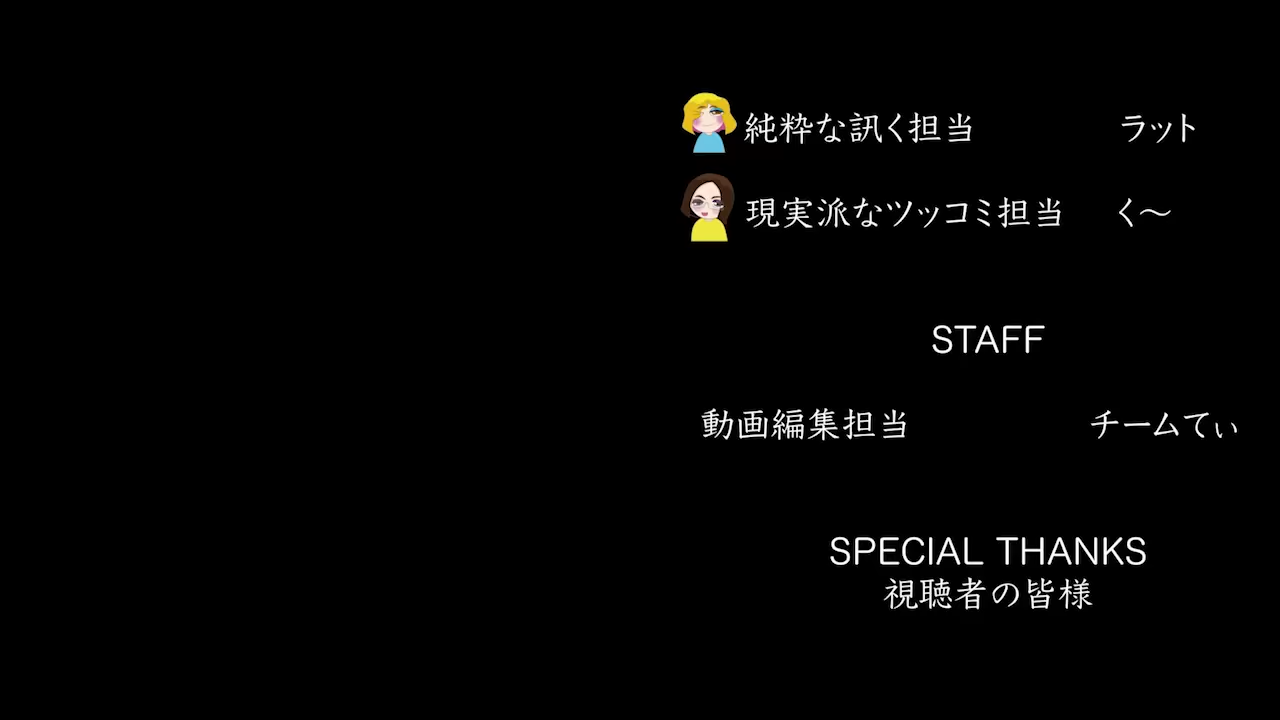 純粋な訊く担当 ラット
現実派なツッコミ担当 く〜
STAFF
動画編集担当 チームてぃ
SPECIAL THANKS
視聴者の皆様